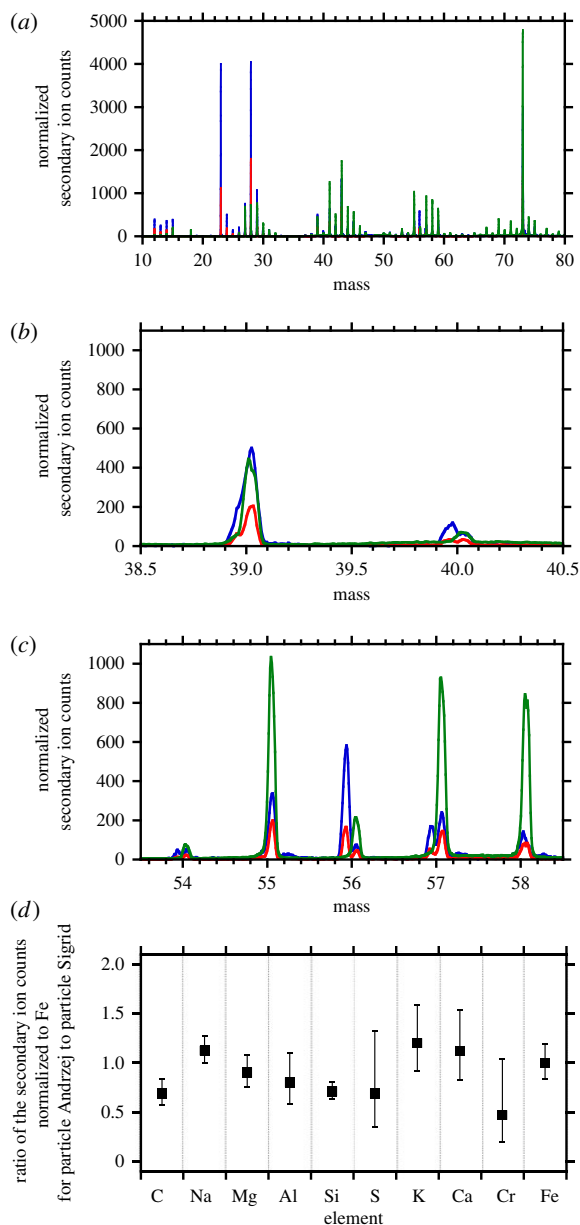 (a)
5000
4000
3000
2000
1000
0
normalized
secondary ion counts
10 20 30 40 50 60 70 80
mass
(b)
1000
800
600
400
200
0
normalized
secondary ion counts
38.5 39.0 39.5 40.0 40.5
mass
(c)
1000
800
600
400
200
0
normalized
secondary ion counts
54 55 56 57 58
mass
(d)
2.0
1.5
1.0
0.5
0
ratio of the secondary ion counts
normalized to Fe
for particle Andrzej to particle Sigrid
C Na Mg Al Si S K Ca Cr Fe
element